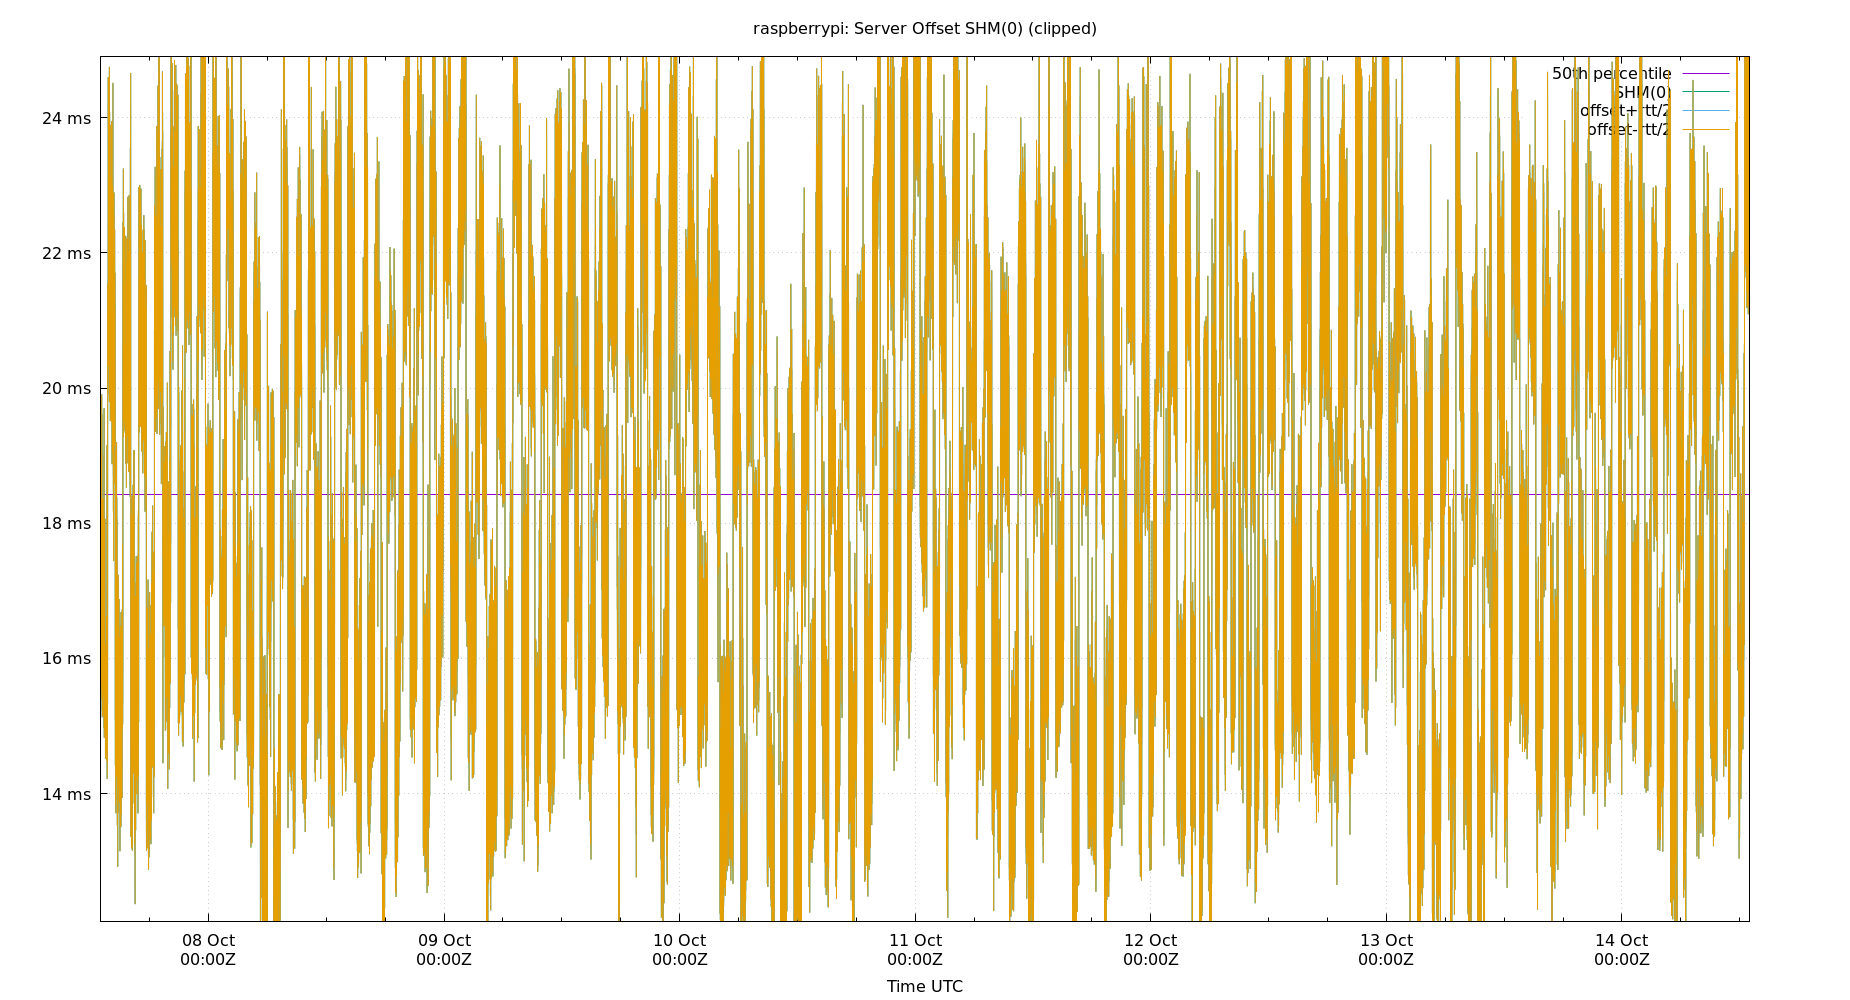 raspberrypi: Server Offset SHM(0) (clipped)
50th percentile
SHM(0)
offset+rtt/2
offset-rtt/2
24 ms
22 ms
20 ms
18 ms
16 ms
14 ms
08 Oct
00:00Z
09 Oct
00:00Z
10 Oct
00:00Z
11 Oct
00:00Z
12 Oct
00:00Z
13 Oct
00:00Z
14 Oct
00:00Z
Time UTC